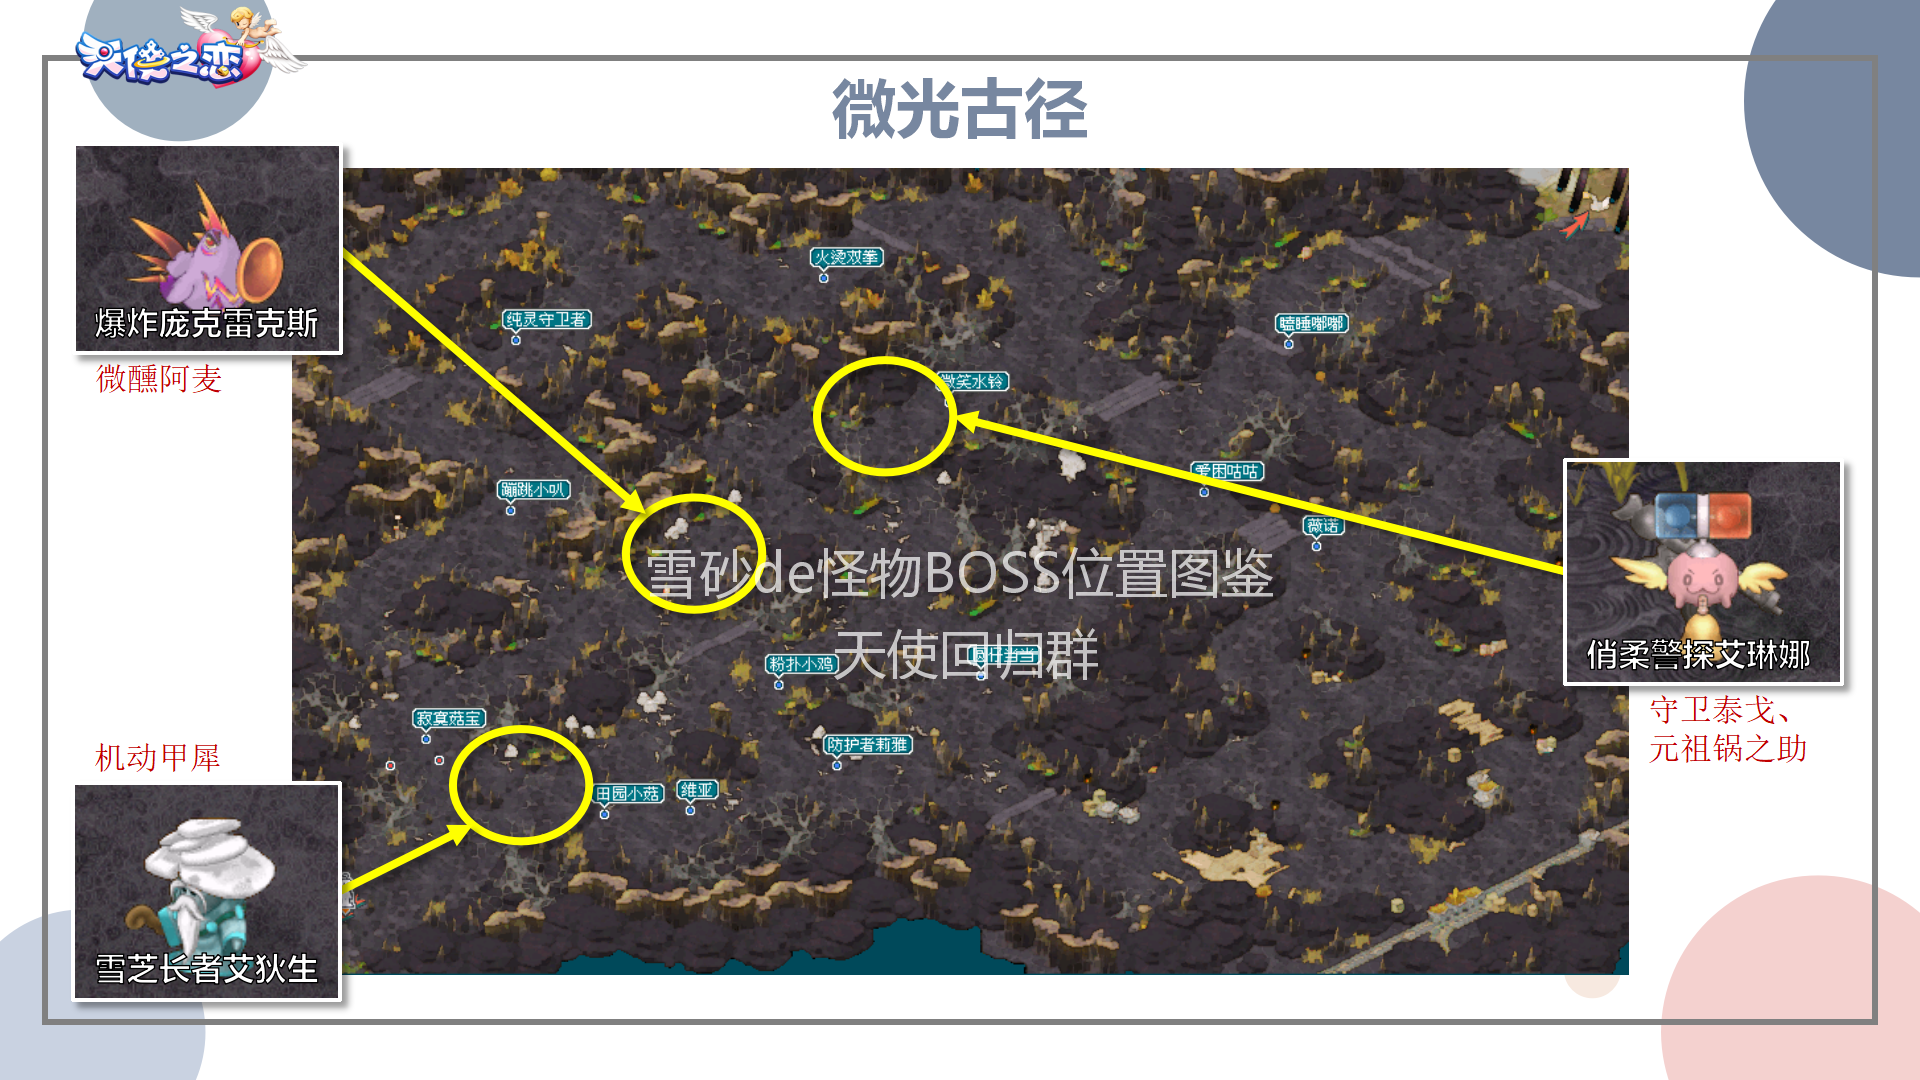 天使之恋
微光古径
爆炸庞克雷克斯
微醺阿麦
火烫双拳
纯灵守卫者
瞌睡嘟嘟
微笑水铃
爱困咕咕
蹦跳小叭
薇诺
雪砂de怪物BOSS位置图鉴
天使回归群
俏柔警探艾琳娜
守卫泰戈、
元祖锅之助
粉扑小鸡
寂寞菇宝
防护者莉雅
田园小菇
维亚
机动甲犀
雪芝长者艾狄生